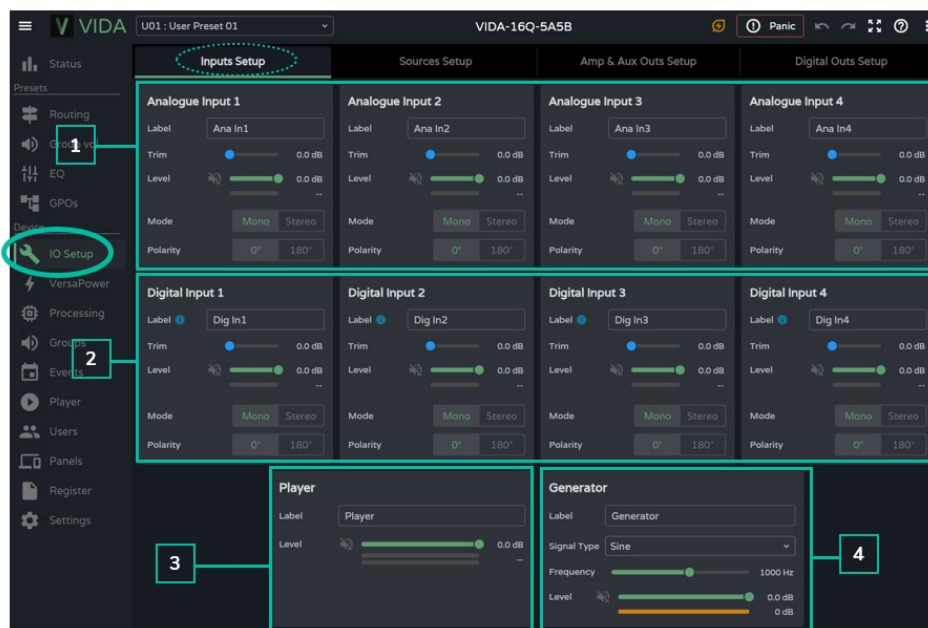 VIDA
U01 : User Preset 01
VIDA-16Q-5A5B
Panic
Status
Presets
Routing
Group vol
EQ
GPOs
Device
IO Setup
VersaPower
Processing
Groups
Events
Player
Users
Panels
Register
Settings
Inputs Setup
Sources Setup
Amp & Aux Outs Setup
Digital Outs Setup
1
Analogue Input 1
Label Ana In1
Trim 0.0 dB
Level 0.0 dB
--
Mode Mono Stereo
Polarity 0° 180°
Analogue Input 2
Label Ana In2
Trim 0.0 dB
Level 0.0 dB
--
Mode Mono Stereo
Polarity 0° 180°
Analogue Input 3
Label Ana In3
Trim 0.0 dB
Level 0.0 dB
--
Mode Mono Stereo
Polarity 0° 180°
Analogue Input 4
Label Ana In4
Trim 0.0 dB
Level 0.0 dB
--
Mode Mono Stereo
Polarity 0° 180°
2
Digital Input 1
Label Dig In1
Trim 0.0 dB
Level 0.0 dB
--
Mode Mono Stereo
Polarity 0° 180°
Digital Input 2
Label Dig In2
Trim 0.0 dB
Level 0.0 dB
--
Mode Mono Stereo
Polarity 0° 180°
Digital Input 3
Label Dig In3
Trim 0.0 dB
Level 0.0 dB
--
Mode Mono Stereo
Polarity 0° 180°
Digital Input 4
Label Dig In4
Trim 0.0 dB
Level 0.0 dB
--
Mode Mono Stereo
Polarity 0° 180°
3
Player
Label Player
Level 0.0 dB
--
Generator
Label Generator
Signal Type Sine
Frequency 1000 Hz
Level 0.0 dB
0 dB
4